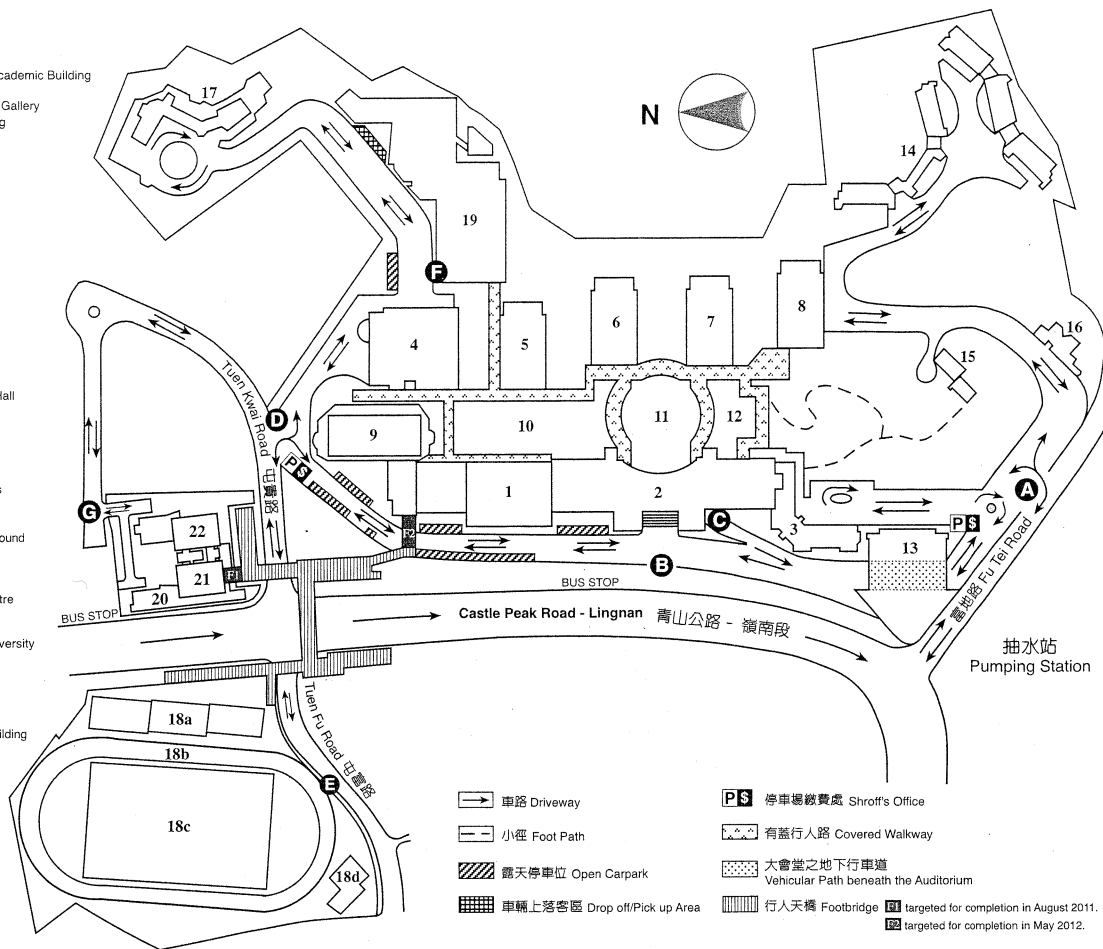 cademic Building
Gallery
g
Hall
s
ound
tre
versity
ilding
N
17
14
19
F
6
7
8
16
4
5
15
Tuen Kwai Road 屯貴路
D
9
10
11
12
P$
A
G
1
2
C
3
P$
22
F2
13
B
21
F1
20
BUS STOP
BUS STOP
Castle Peak Road - Lingnan 青山公路 - 嶺南段
富地路 Fu Tei Road
抽水站
Pumping Station
Tuen Fu Road 屯富路
18a
18b
E
18c
18d
車路 Driveway
小徑 Foot Path
露天停車位 Open Carpark
車輛上落客區 Drop off/Pick up Area
P$ 停車場繳費處 Shroff's Office
有蓋行人路 Covered Walkway
大會堂之地下行車道
Vehicular Path beneath the Auditorium
行人天橋 Footbridge F1 targeted for completion in August 2011.
F2 targeted for completion in May 2012.